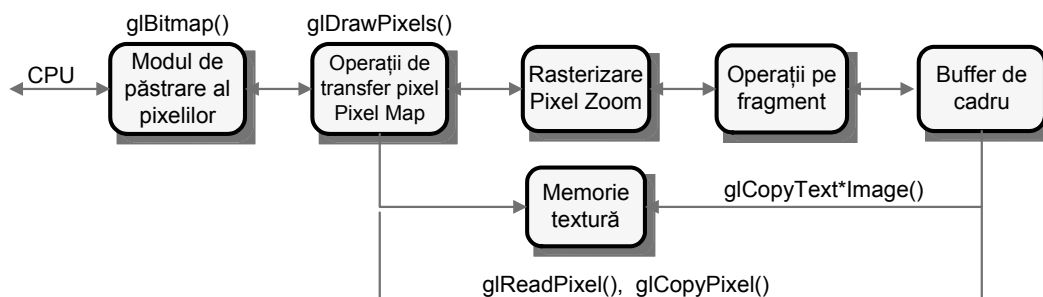 glBitmap()
glDrawPixels()
CPU
Modul de
păstrare al
pixelilor
Operații de
transfer pixel
Pixel Map
Rasterizare
Pixel Zoom
Operații pe
fragment
Buffer de
cadru
Memorie
textură
glCopyText*Image()
glReadPixel(), glCopyPixel()